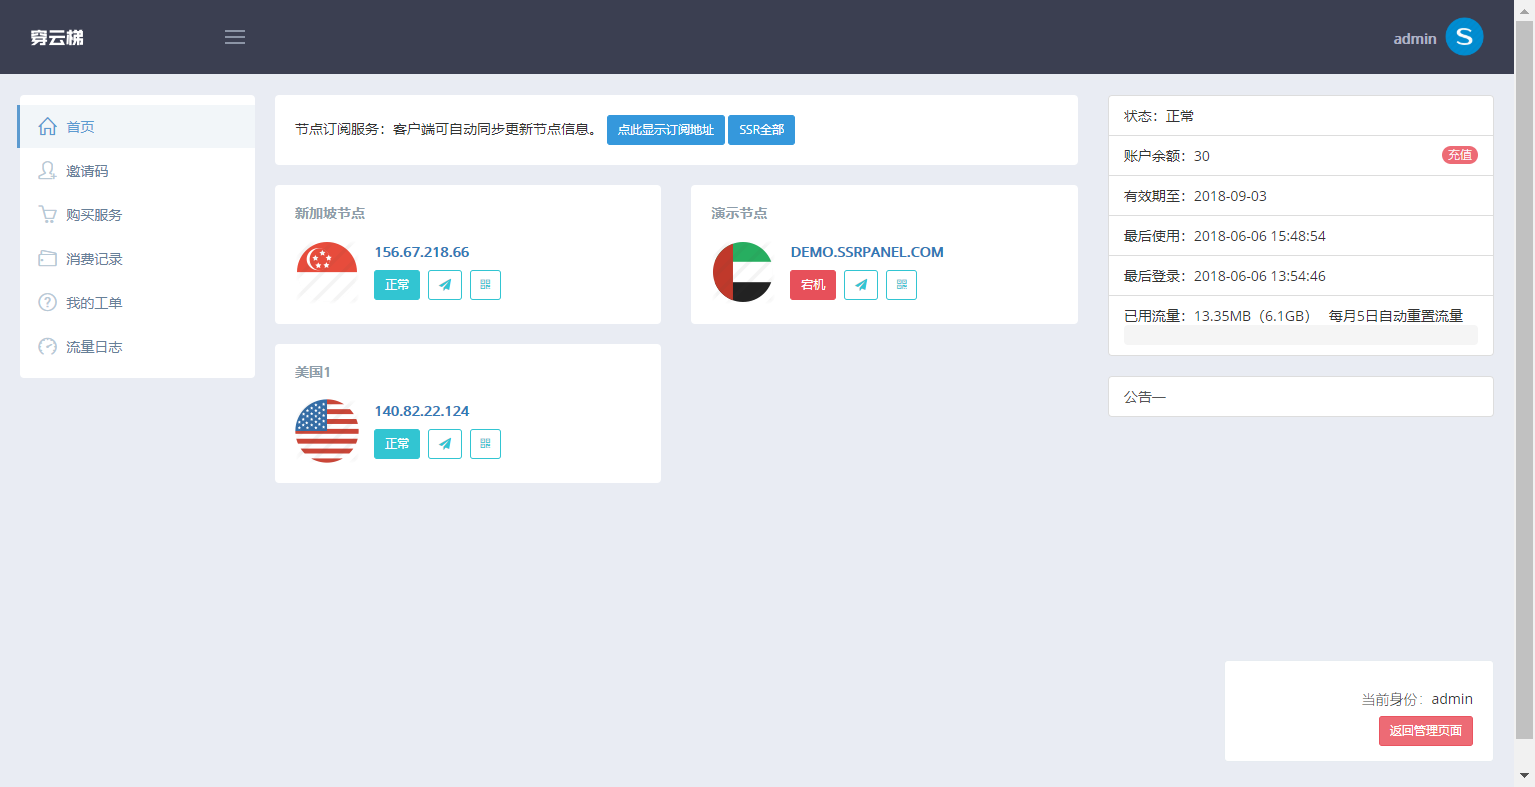 穿云梯
admin
首页
邀请码
购买服务
消费记录
我的工单
流量日志
节点订阅服务：客户端可自动同步更新节点信息。 点此显示订阅地址 SSR全部
新加坡节点
156.67.218.66
正常
演示节点
DEMO.SSRPANEL.COM
宕机
美国1
140.82.22.124
正常
状态：正常
账户余额：30 充值
有效期至：2018-09-03
最后使用：2018-06-06 15:48:54
最后登录：2018-06-06 13:54:46
已用流量：13.35MB（6.1GB） 每月5日自动重置流量
公告一
当前身份：admin
返回管理页面